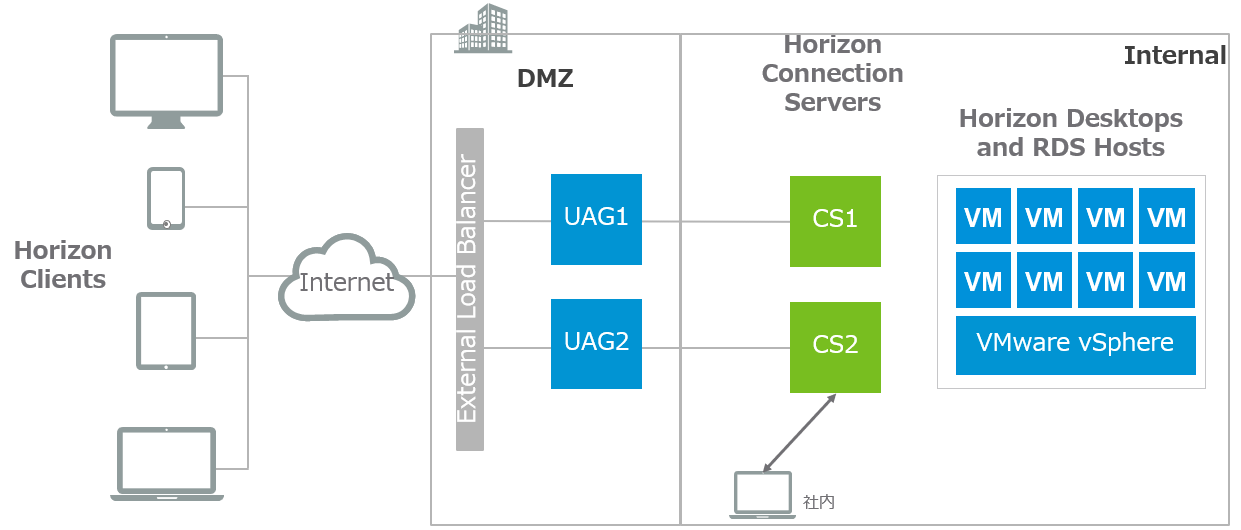 Horizon
Clients
Internet
DMZ
External Load Balancer
UAG1
UAG2
Horizon
Connection
Servers
CS1
CS2
社内
Internal
Horizon Desktops
and RDS Hosts
VM VM VM VM
VM VM VM VM
VMware vSphere